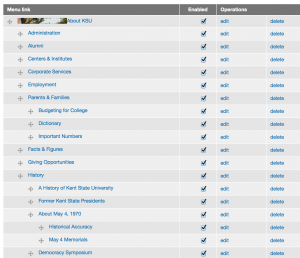 Menu link Enabled Operations
About KSU edit delete
Administration edit delete
Alumni edit delete
Centers & Institutes edit delete
Corporate Services edit delete
Employment edit delete
Parents & Families edit delete
Budgeting for College edit delete
Dictionary edit delete
Important Numbers edit delete
Facts & Figures edit delete
Giving Opportunities edit delete
History edit delete
A History of Kent State University edit delete
Former Kent State Presidents edit delete
About May 4, 1970 edit delete
Historical Accuracy edit delete
May 4 Memorials edit delete
Democracy Symposium edit delete